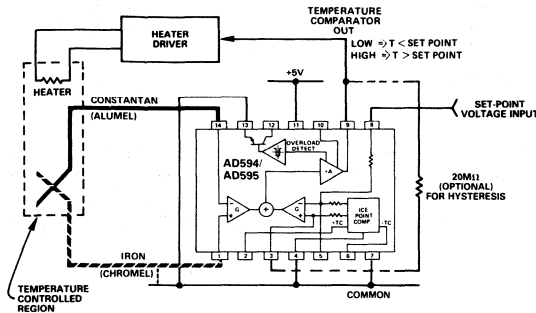 TEMPERATURE
COMPARATOR
OUT
LOW ⇒ T < SET POINT
HIGH ⇒ T > SET POINT
HEATER
DRIVER
HEATER
+5V
CONSTANTAN
(ALUMEL)
SET-POINT
VOLTAGE INPUT
14
13
12
11
10
9
8
OVERLOAD
DETECT
AD594/
AD595
-A
20MΩ
(OPTIONAL)
FOR HYSTERESIS
G
+
G
ICE
POINT
COMP
+TC
-TC
IRON
(CHROMEL)
1
2
3
4
5
6
7
COMMON
TEMPERATURE
CONTROLLED
REGION